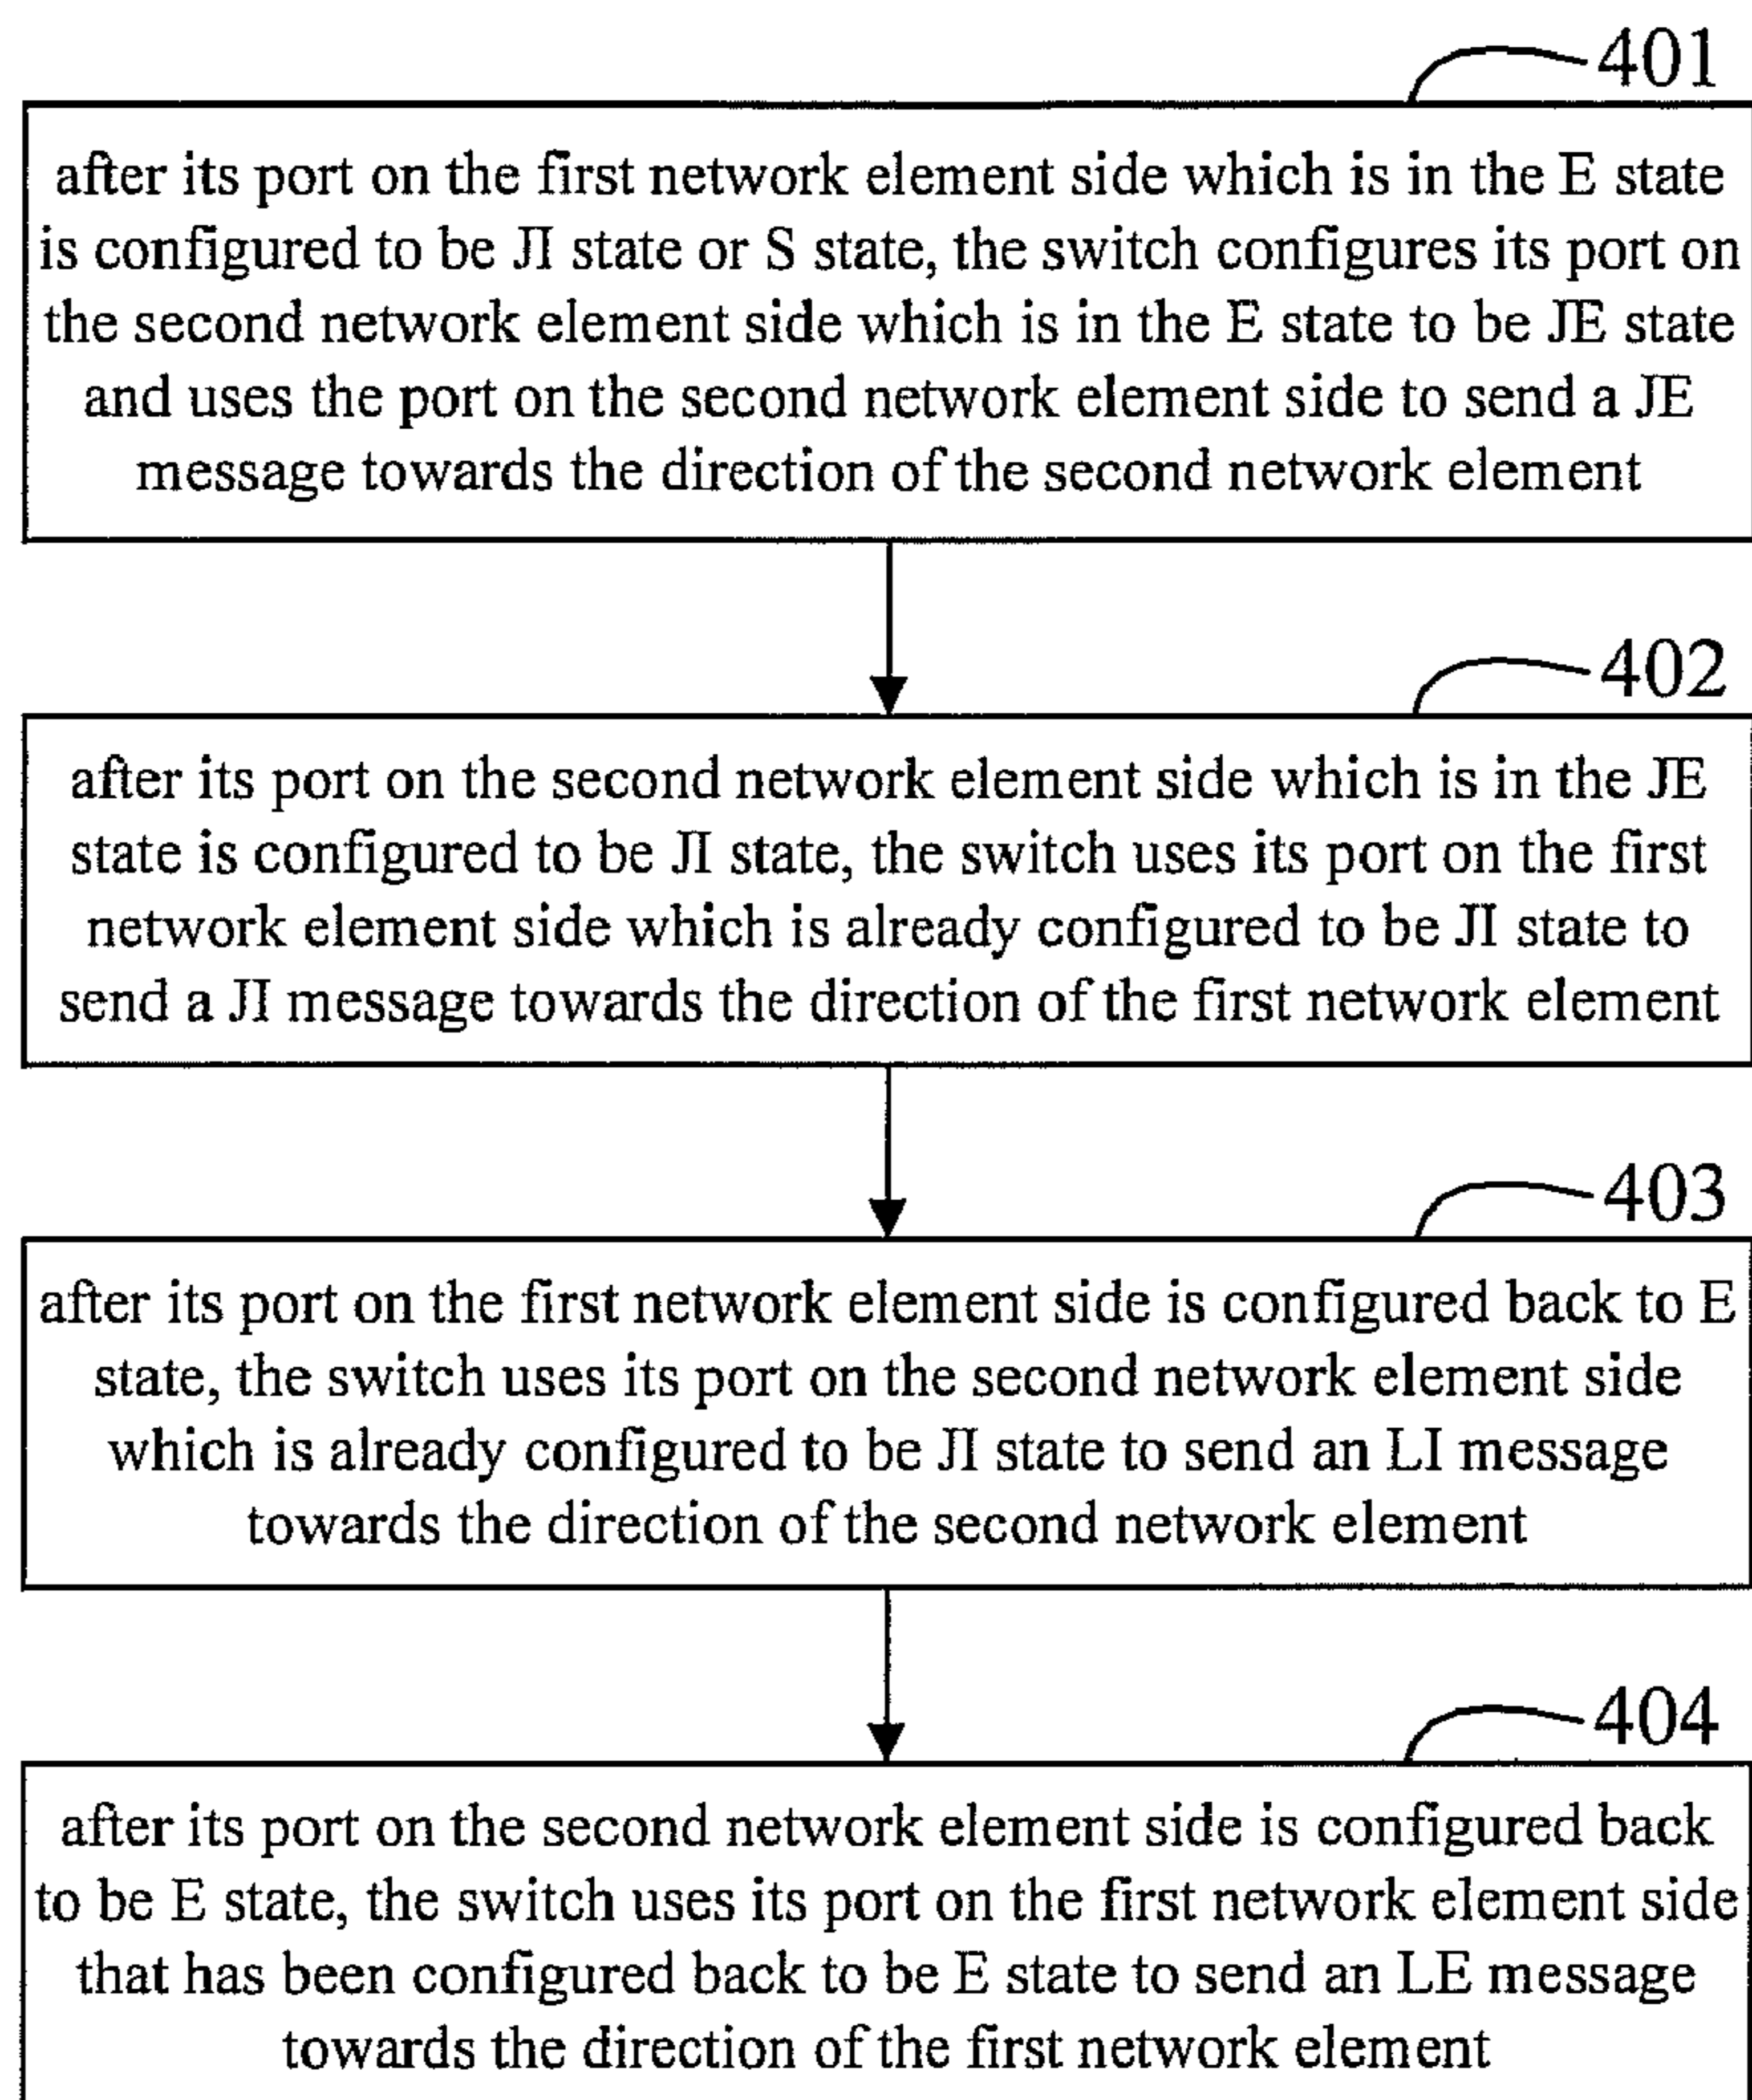 401
after its port on the first network element side which is in the E state
is configured to be JI state or S state, the switch configures its port on
the second network element side which is in the E state to be JE state
and uses the port on the second network element side to send a JE
message towards the direction of the second network element
402
after its port on the second network element side which is in the JE
state is configured to be JI state, the switch uses its port on the first
network element side which is already configured to be JI state to
send a JI message towards the direction of the first network element
403
after its port on the first network element side is configured back to E
state, the switch uses its port on the second network element side
which is already configured to be JI state to send an LI message
towards the direction of the second network element
404
after its port on the second network element side is configured back
to be E state, the switch uses its port on the first network element side
that has been configured back to be E state to send an LE message
towards the direction of the first network element